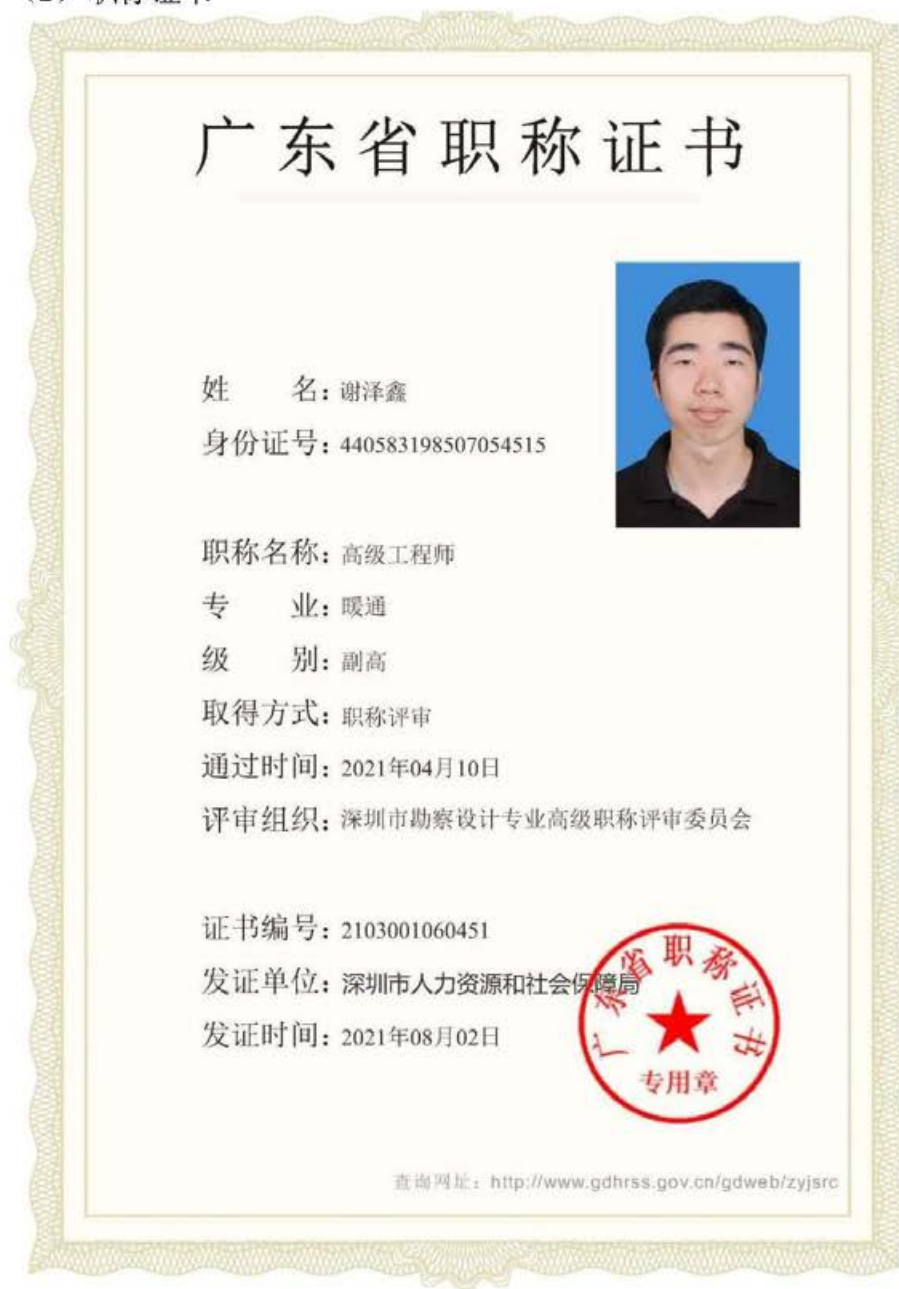 广东省职称证书
姓 名：谢泽鑫
身份证号：440583198507054515
职称名称：高级工程师
专 业：暖通
级 别：副高
取得方式：职称评审
通过时间：2021年04月10日
评审组织：深圳市勘察设计专业高级职称评审委员会
证书编号：2103001060451
发证单位：深圳市人力资源和社会保障局
发证时间：2021年08月02日
广东省职称证书
专用章
查询网址：http://www.gdhrss.gov.cn/gdweb/zyjsrc